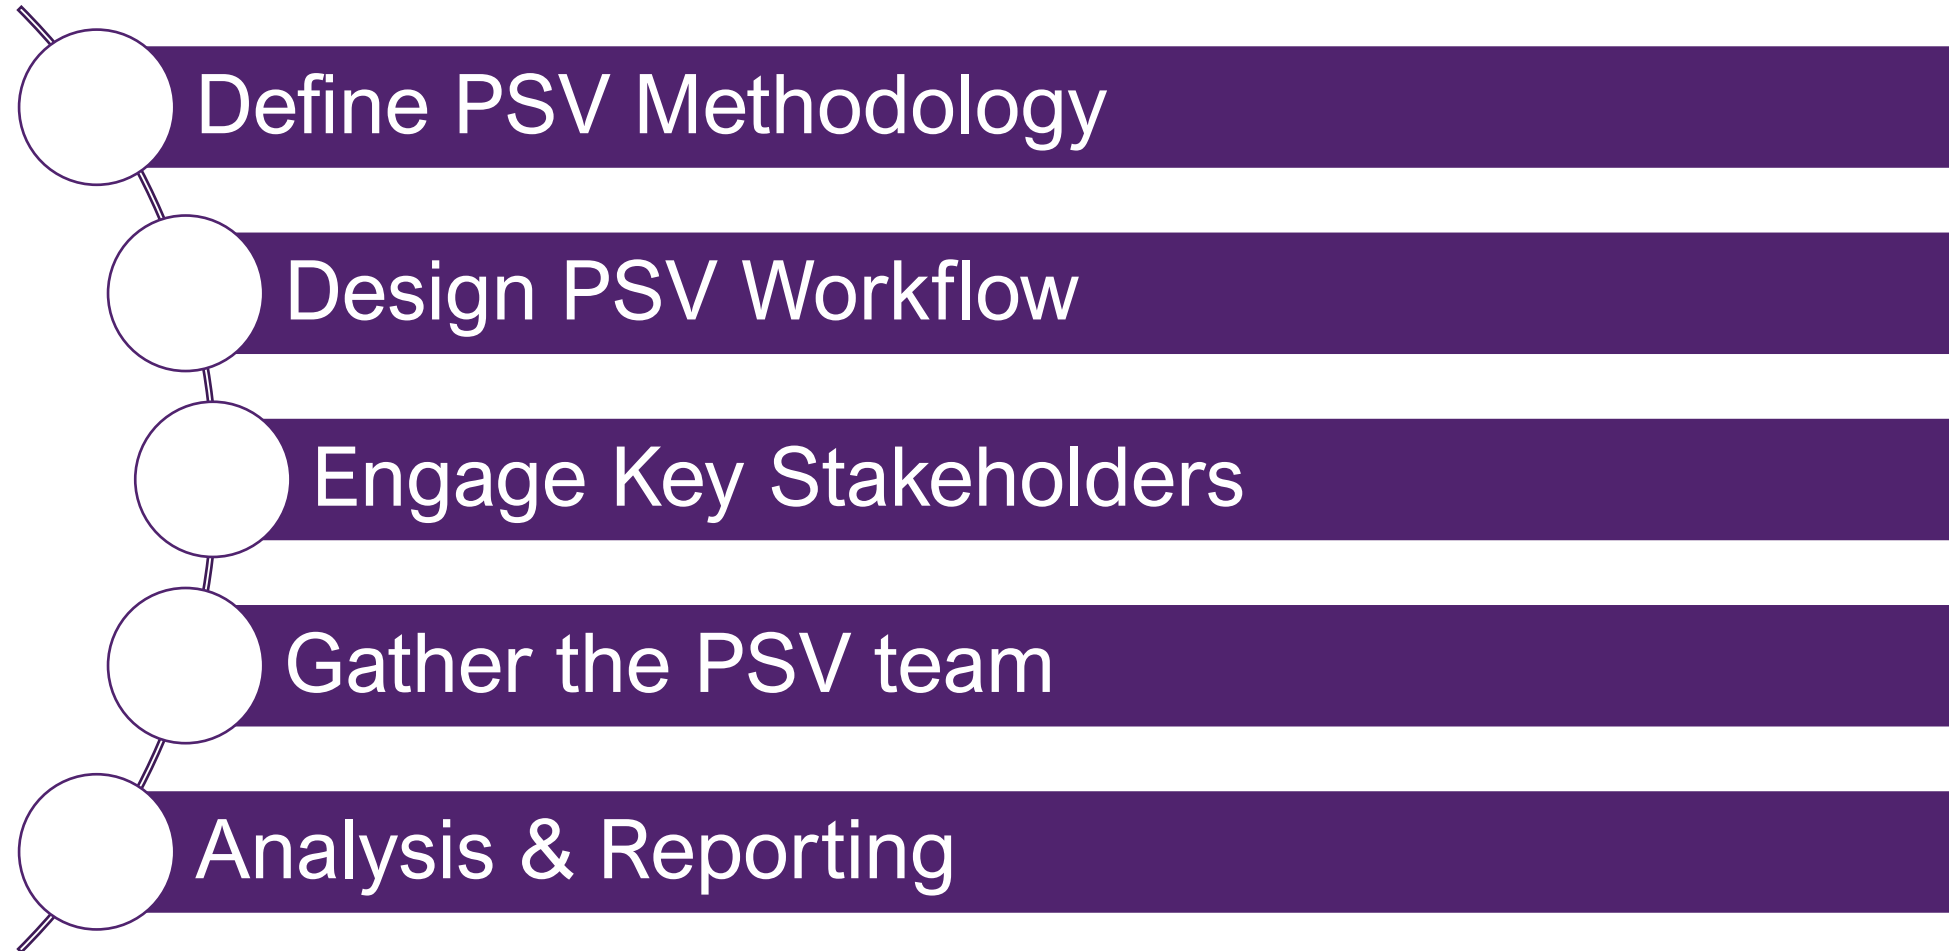 Define PSV Methodology
Design PSV Workflow
Engage Key Stakeholders
Gather the PSV team
Analysis & Reporting